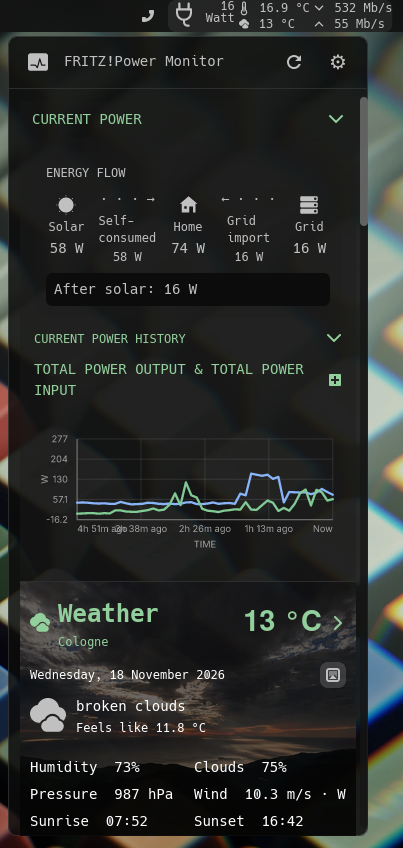 16 16.9 °C 532 Mb/s
Watt 13 °C 55 Mb/s
FRITZ!Power Monitor
CURRENT POWER
ENERGY FLOW
Solar Self-consumed Home Grid import Grid
58 W 58 W 74 W 16 W 16 W
After solar: 16 W
CURRENT POWER HISTORY
TOTAL POWER OUTPUT & TOTAL POWER
INPUT
277
204
130
57.1
-16.2
W
4h 51m ago 3h 38m ago 2h 26m ago 1h 13m ago Now
TIME
Weather 13 °C
Cologne
Wednesday, 18 November 2026
broken clouds
Feels like 11.8 °C
Humidity 73% Clouds 75%
Pressure 987 hPa Wind 10.3 m/s · W
Sunrise 07:52 Sunset 16:42